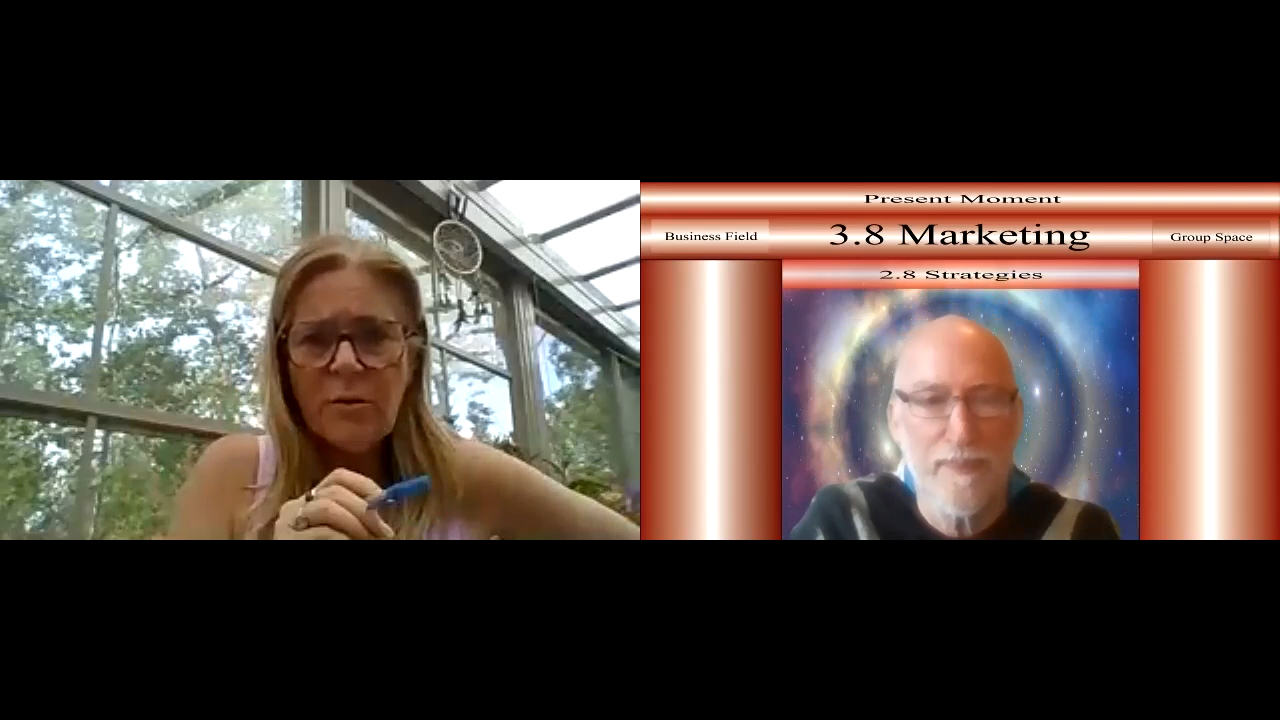 Present Moment
Business Field
3.8 Marketing
Group Space
2.8 Strategies